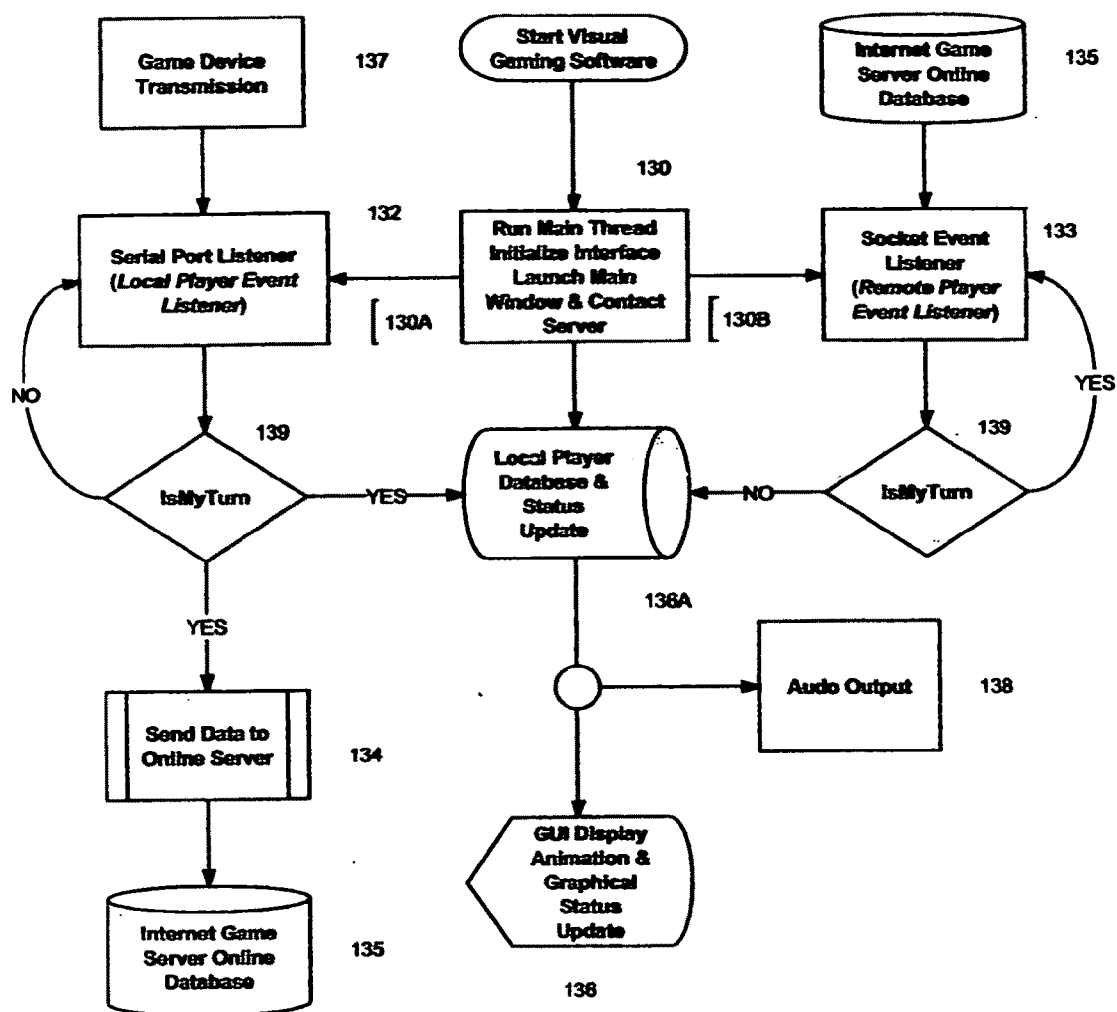 Game Device
Transmission
137
Start Visual
Gaming Software
Internet Game
Server Online
Database
135
130
132
Serial Port Listener
(Local Player Event
Listener)
Run Main Thread
Initialize Interface
Launch Main
Window & Contact
Server
Socket Event
Listener
(Remote Player
Event Listener)
133
[130A
[130B
NO
YES
139
IsMyTurn
YES
Local Player
Database &
Status
Update
NO
139
IsMyTurn
136A
YES
Audo Output
138
Send Data to
Online Server
134
GUI Display
Animation &
Graphical
Status
Update
Internet Game
Server Online
Database
135
136